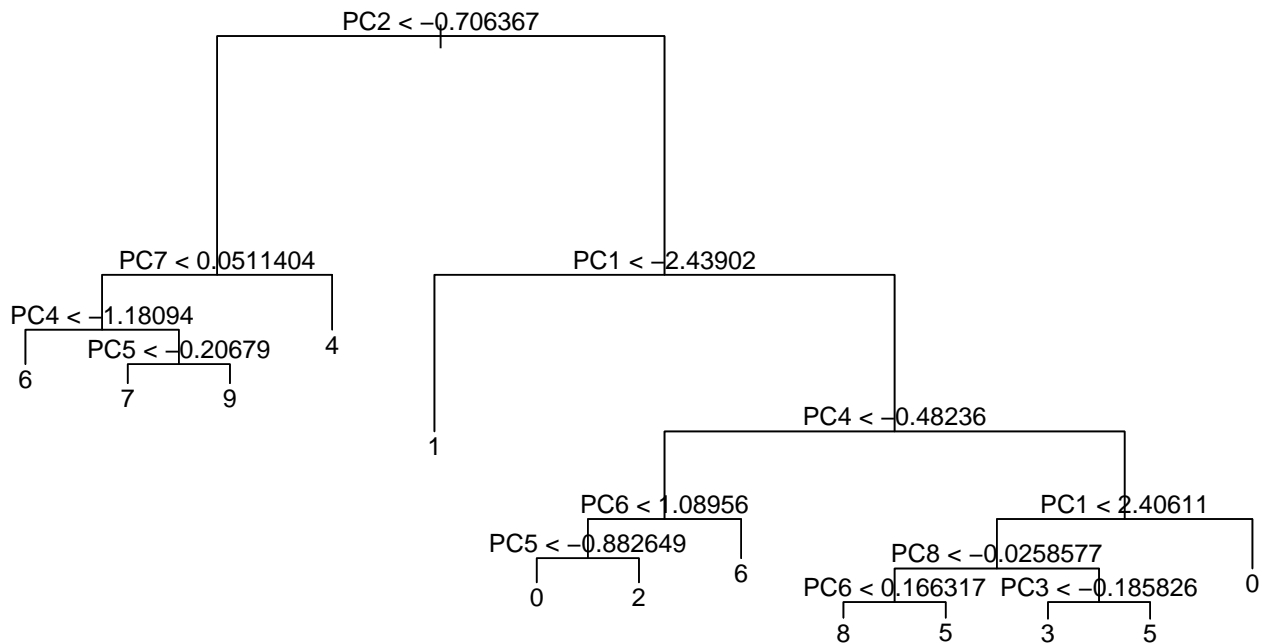 PC2 < −0.706367
PC7 < 0.0511404
PC1 < −2.43902
PC4 < −1.18094
PC5 < −0.20679
4
6
7
9
PC4 < −0.48236
1
PC6 < 1.08956
PC1 < 2.40611
PC5 < −0.882649
PC8 < −0.0258577
6
0
PC6 < 0.166317
PC3 < −0.185826
0
2
8
5
3
5